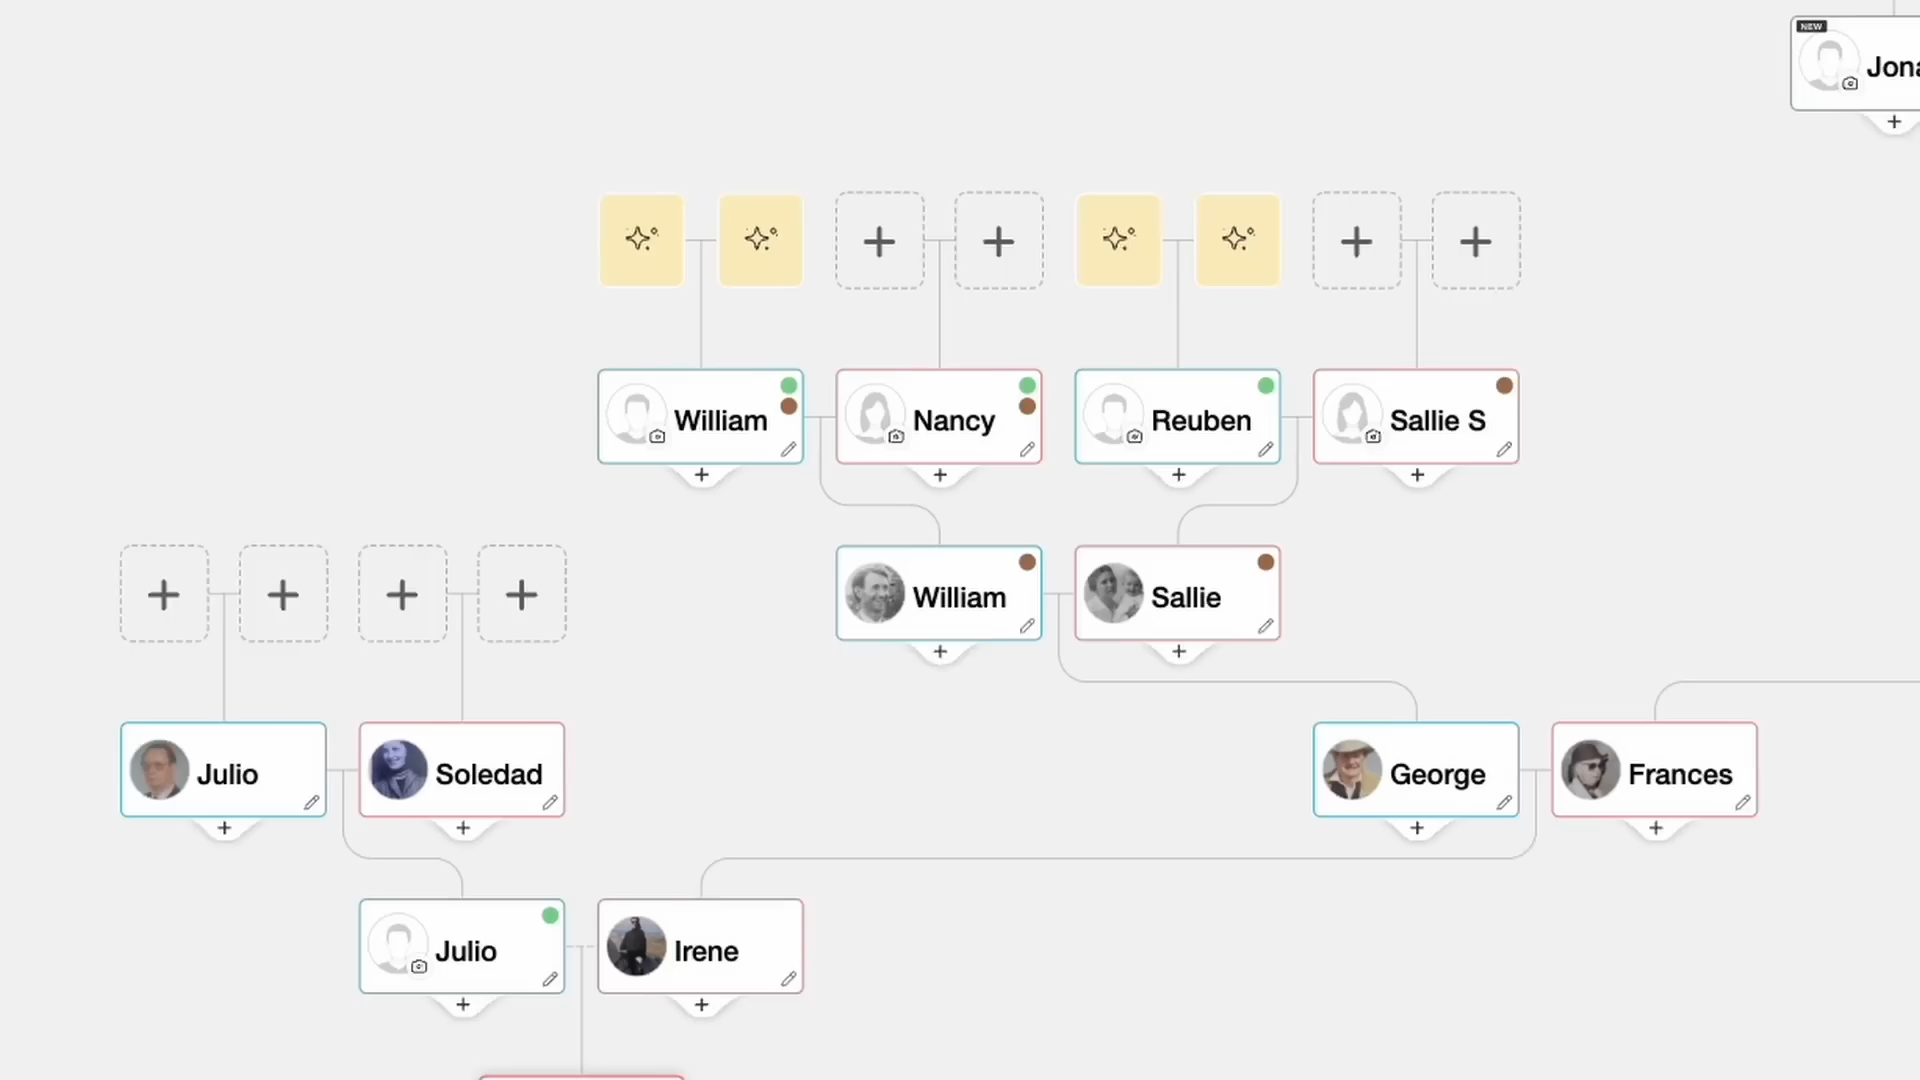 NEW
Jona
William
Nancy
Reuben
Sallie S
William
Sallie
Julio
Soledad
George
Frances
Julio
Irene